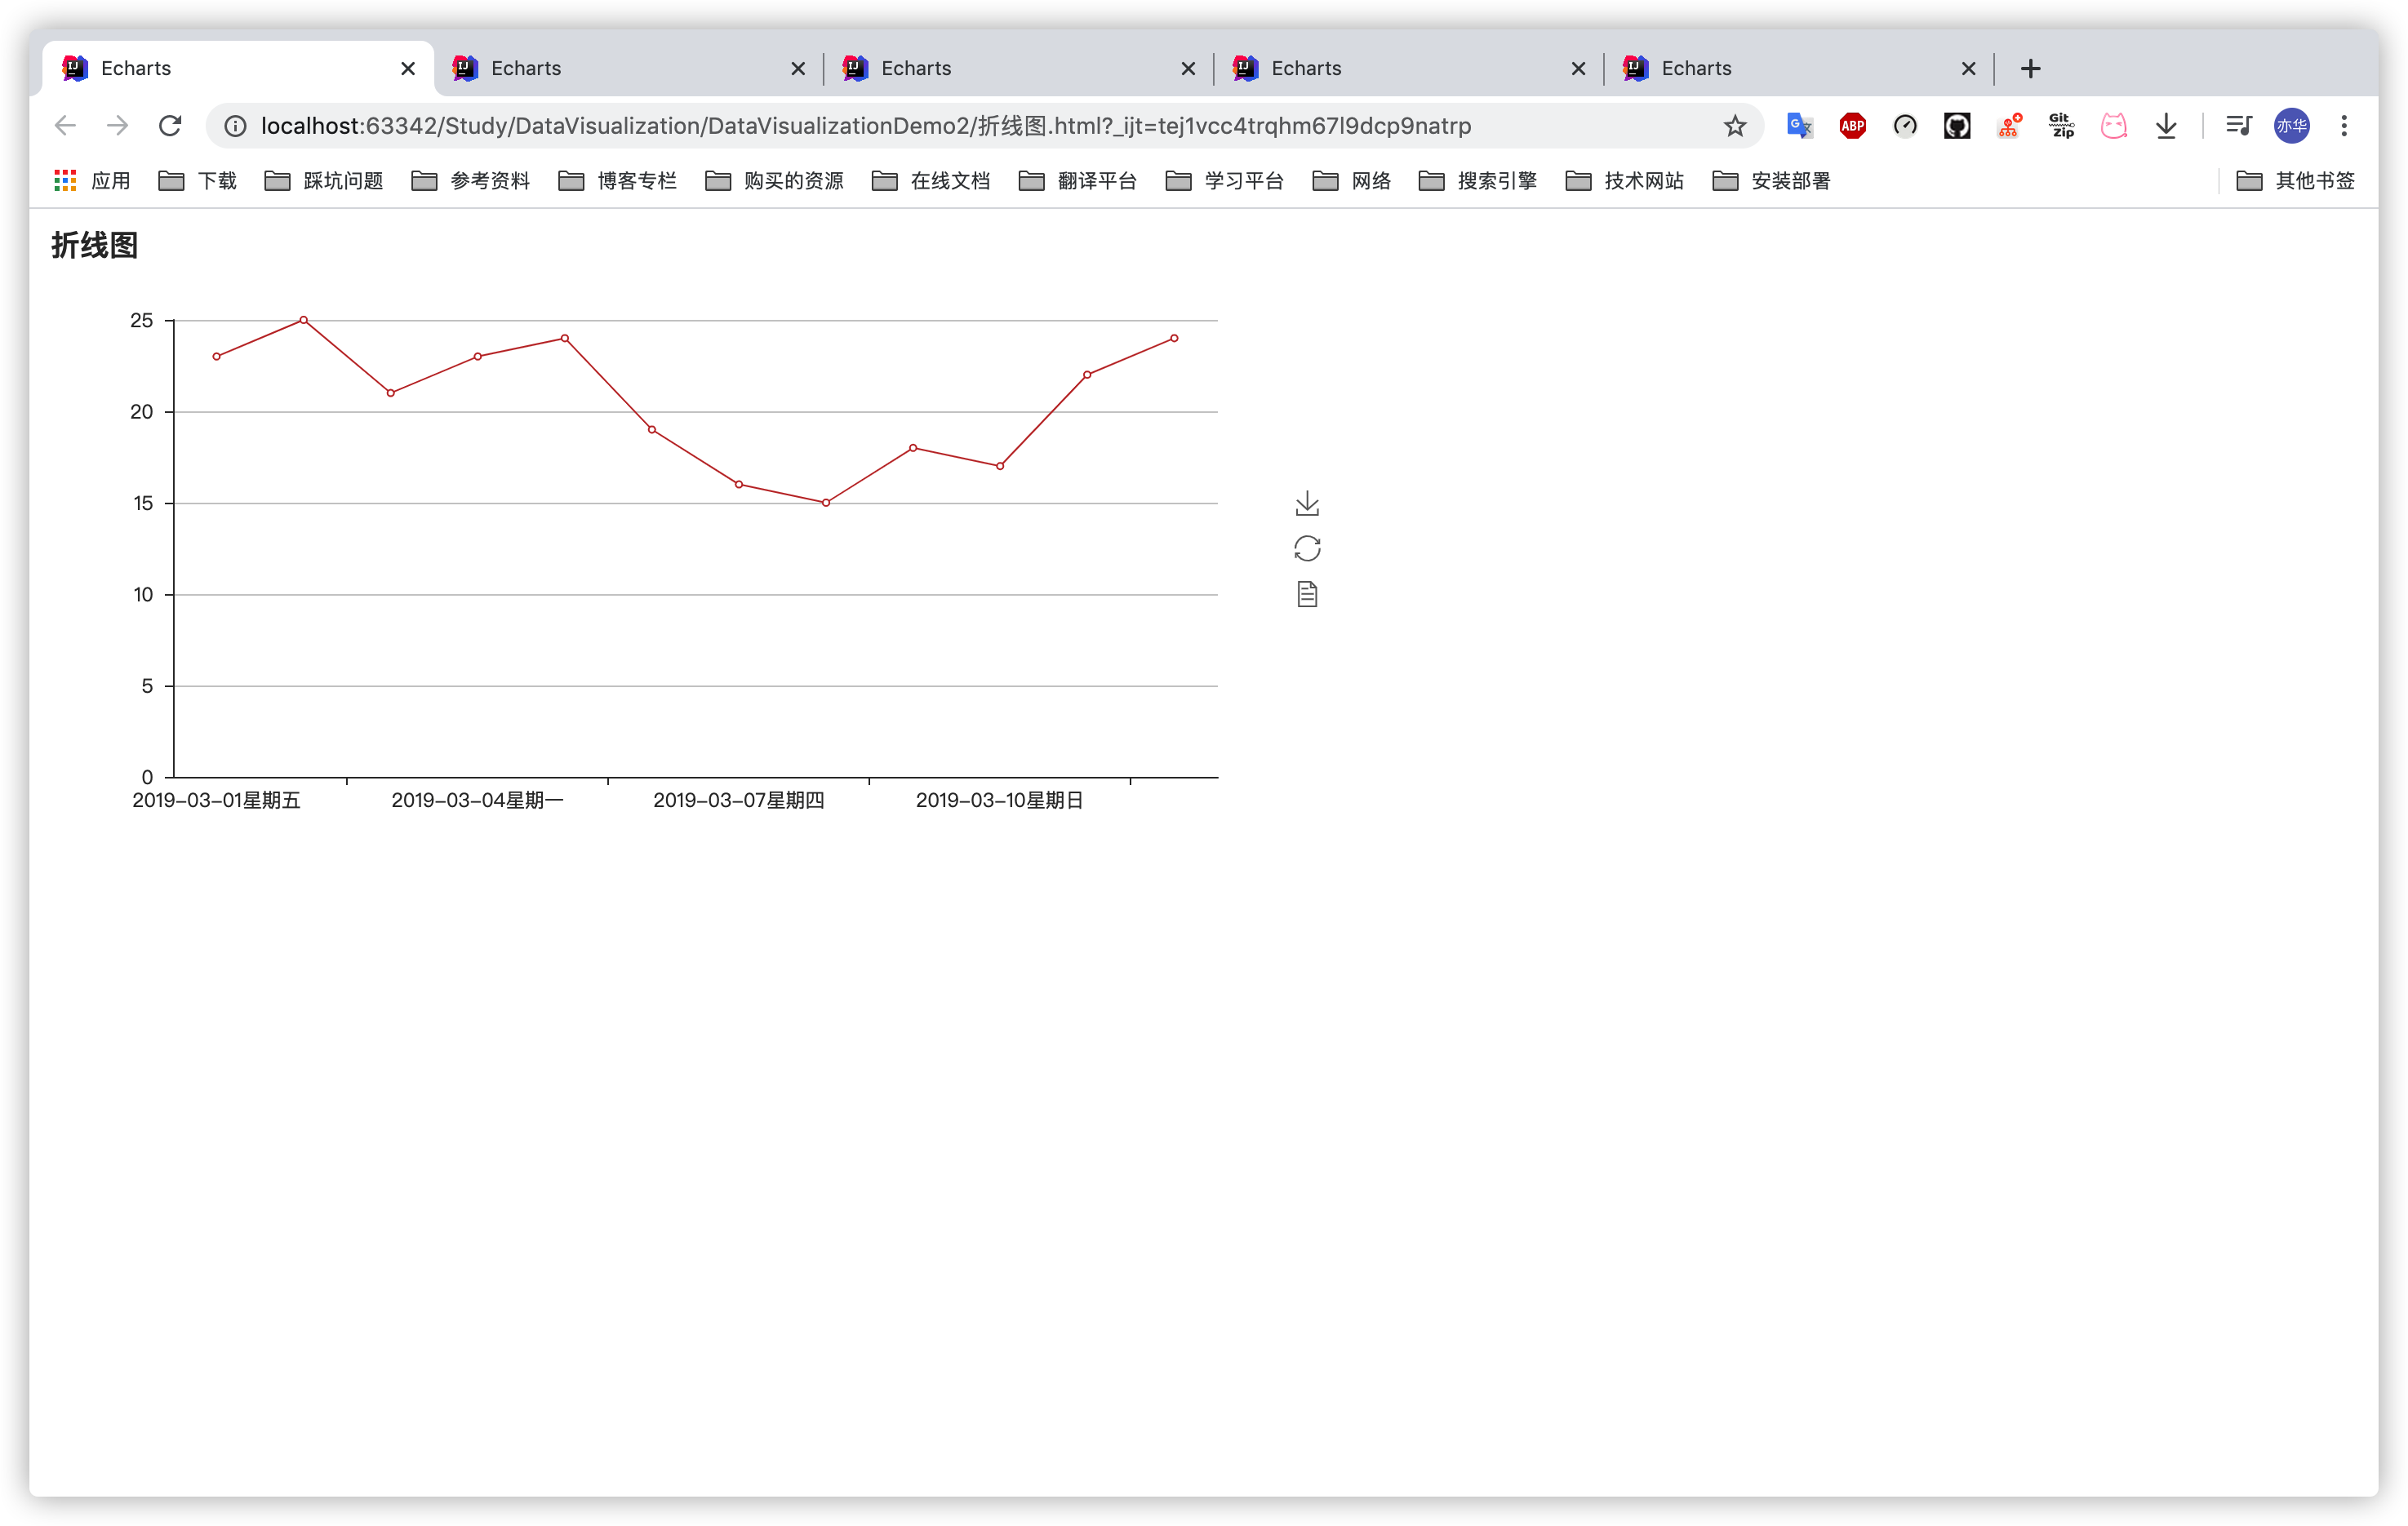 Echarts Echarts Echarts Echarts Echarts
localhost:63342/Study/DataVisualization/DataVisualizationDemo2/折线图.html?_ijt=tej1vcc4trqhm67l9dcp9natrp ABP Git Zip 亦华
应用 下载 踩坑问题 参考资料 博客专栏 购买的资源 在线文档 翻译平台 学习平台 网络 搜索引擎 技术网站 安装部署 其他书签
折线图
25
20
15
10
5
0
2019-03-01星期五 2019-03-04星期一 2019-03-07星期四 2019-03-10星期日